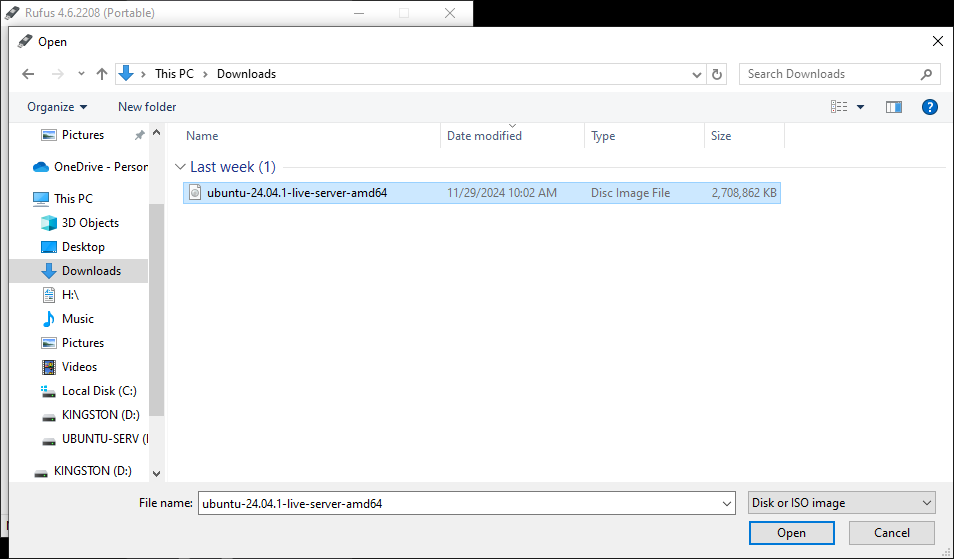 Rufus 4.6.2208 (Portable)
Open
This PC > Downloads
Search Downloads
Organize
New folder
?
Pictures
OneDrive - Person
This PC
3D Objects
Desktop
Downloads
H:\
Music
Pictures
Videos
Local Disk (C:)
KINGSTON (D:)
UBUNTU-SERV (
KINGSTON (D:)
Name Date modified Type Size
Last week (1)
ubuntu-24.04.1-live-server-amd64 11/29/2024 10:02 AM Disc Image File 2,708,862 KB
File name: ubuntu-24.04.1-live-server-amd64 Disk or ISO image
Open Cancel